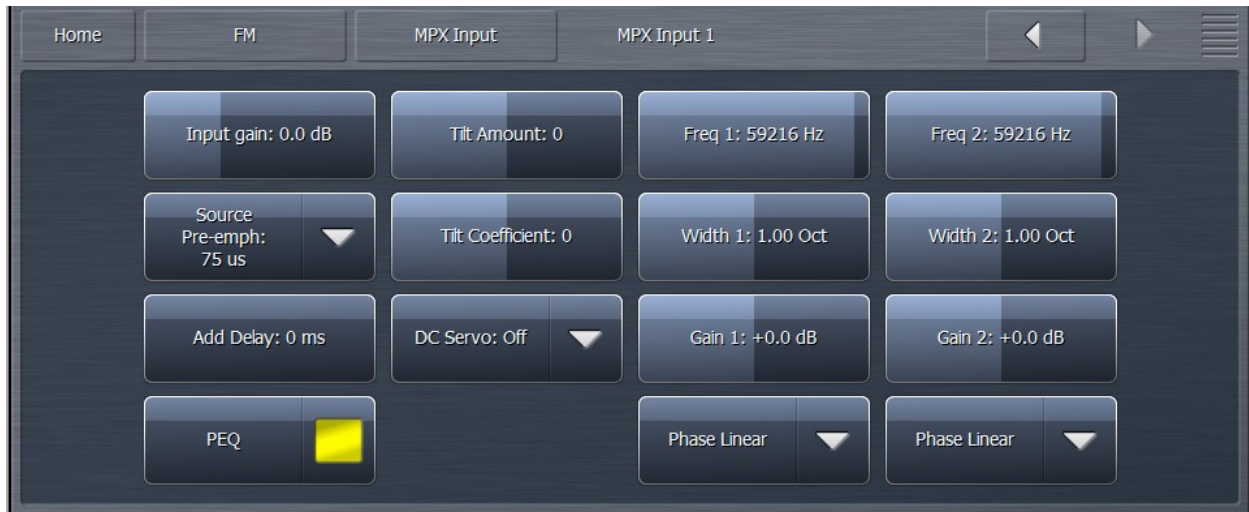 Home
FM
MPX Input
MPX Input 1
Input gain: 0.0 dB
Tilt Amount: 0
Freq 1: 59216 Hz
Freq 2: 59216 Hz
Source
Pre-emph:
75 us
Tilt Coefficient: 0
Width 1: 1.00 Oct
Width 2: 1.00 Oct
Add Delay: 0 ms
DC Servo: Off
Gain 1: +0.0 dB
Gain 2: +0.0 dB
PEQ
Phase Linear
Phase Linear